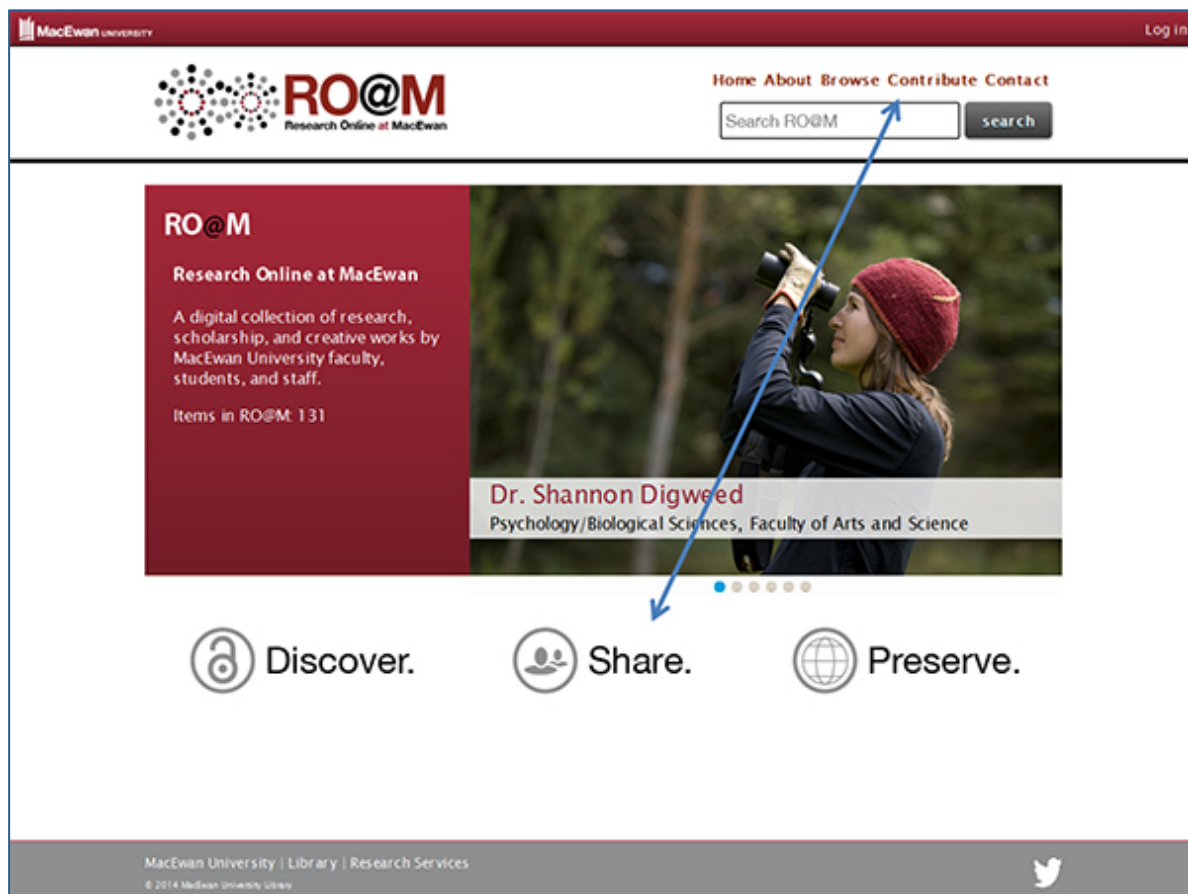 MacEwan UNIVERSITY
Log in
RO@M
Research Online at MacEwan
Home About Browse Contribute Contact
Search RO@M
search
RO@M
Research Online at MacEwan
A digital collection of research,
scholarship, and creative works by
MacEwan University faculty,
students, and staff.
Items in RO@M: 131
Dr. Shannon Digweed
Psychology/Biological Sciences, Faculty of Arts and Science
Discover.
Share.
Preserve.
MacEwan University | Library | Research Services
© 2014 MacEwan University Library